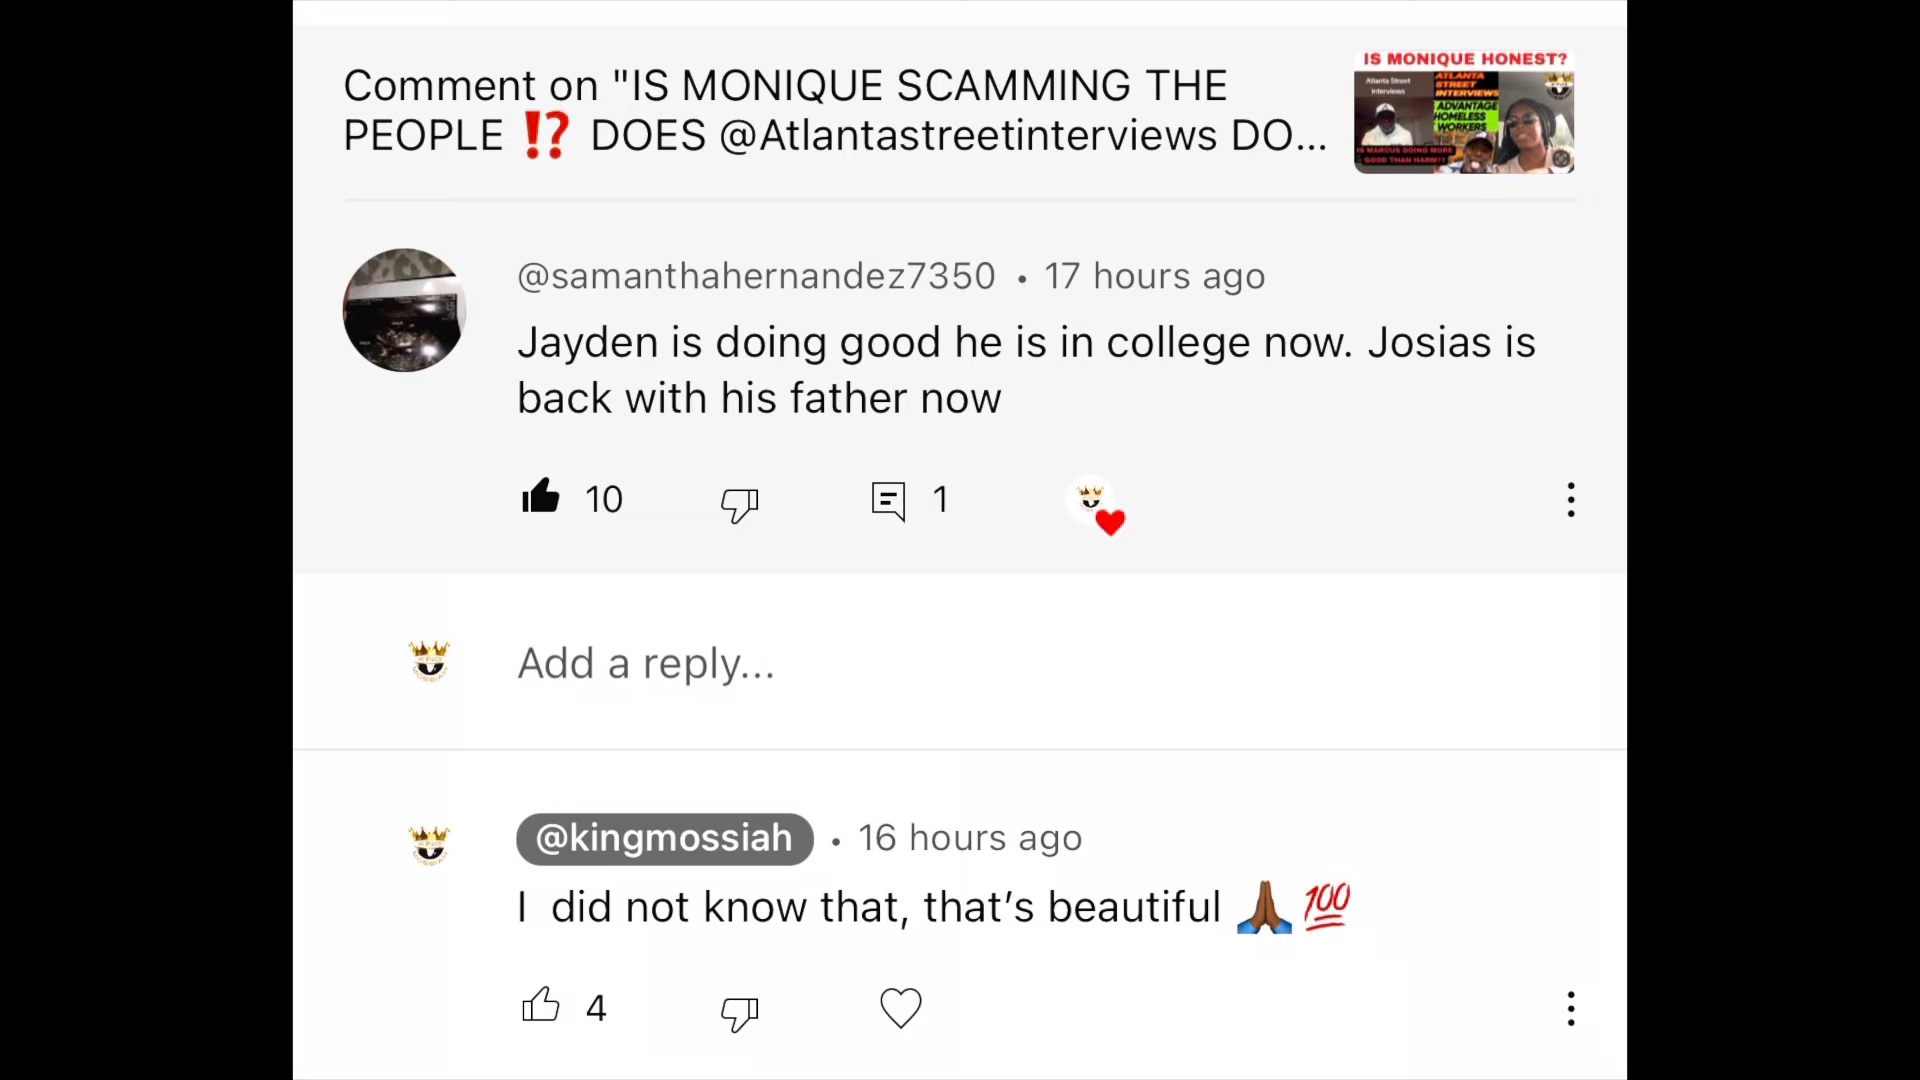 Comment on "IS MONIQUE SCAMMING THE
PEOPLE ⁉️ DOES @Atlantastreetinterviews DO...
IS MONIQUE HONEST?
Atlanta Street
Interviews
ATLANTA
STREET
INTERVIEWS
ADVANTAGE
HOMELESS
WORKERS
IS MARCUS DOING MORE
GOOD THAN HARM??
@samanthahernandez7350 • 17 hours ago
Jayden is doing good he is in college now. Josias is
back with his father now
10
1
Add a reply...
@kingmossiah • 16 hours ago
I did not know that, that’s beautiful 🙏🏾💯
4